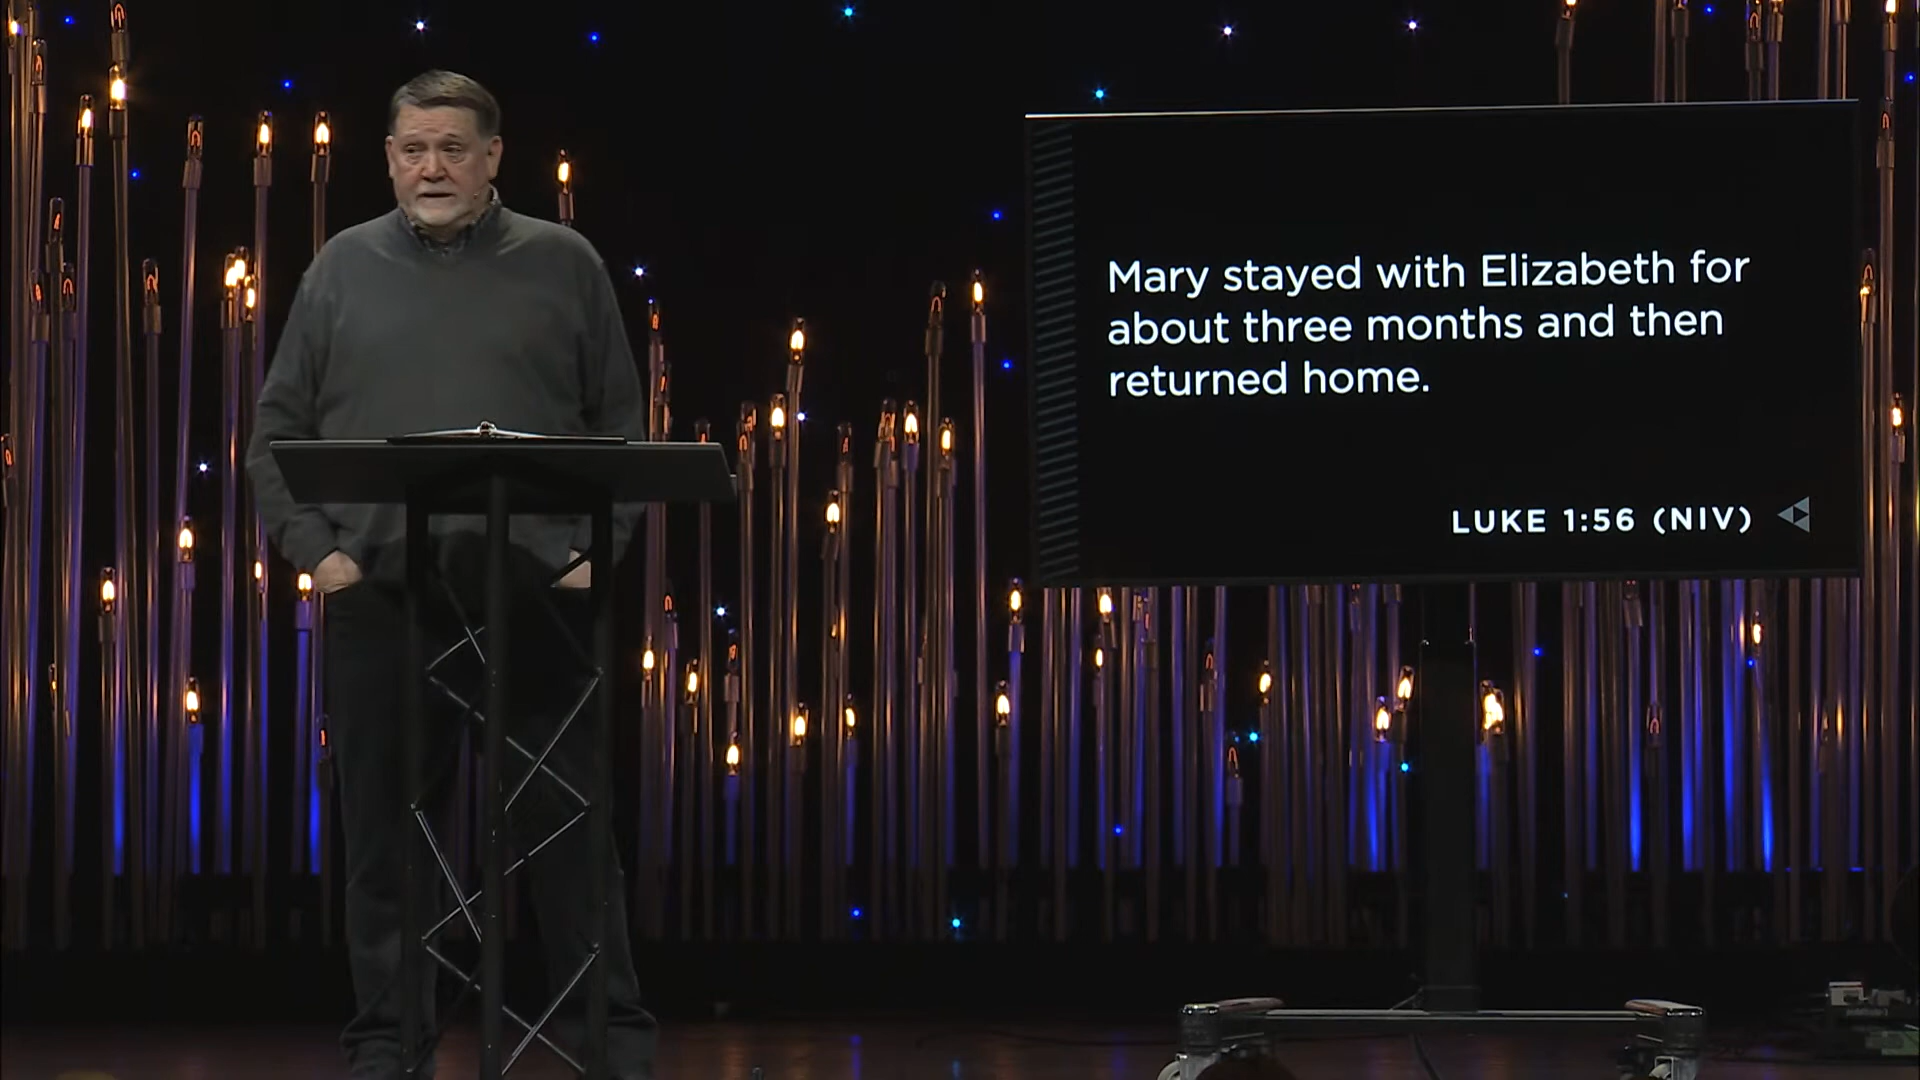 Mary stayed with Elizabeth for
about three months and then
returned home.
LUKE 1:56 (NIV)